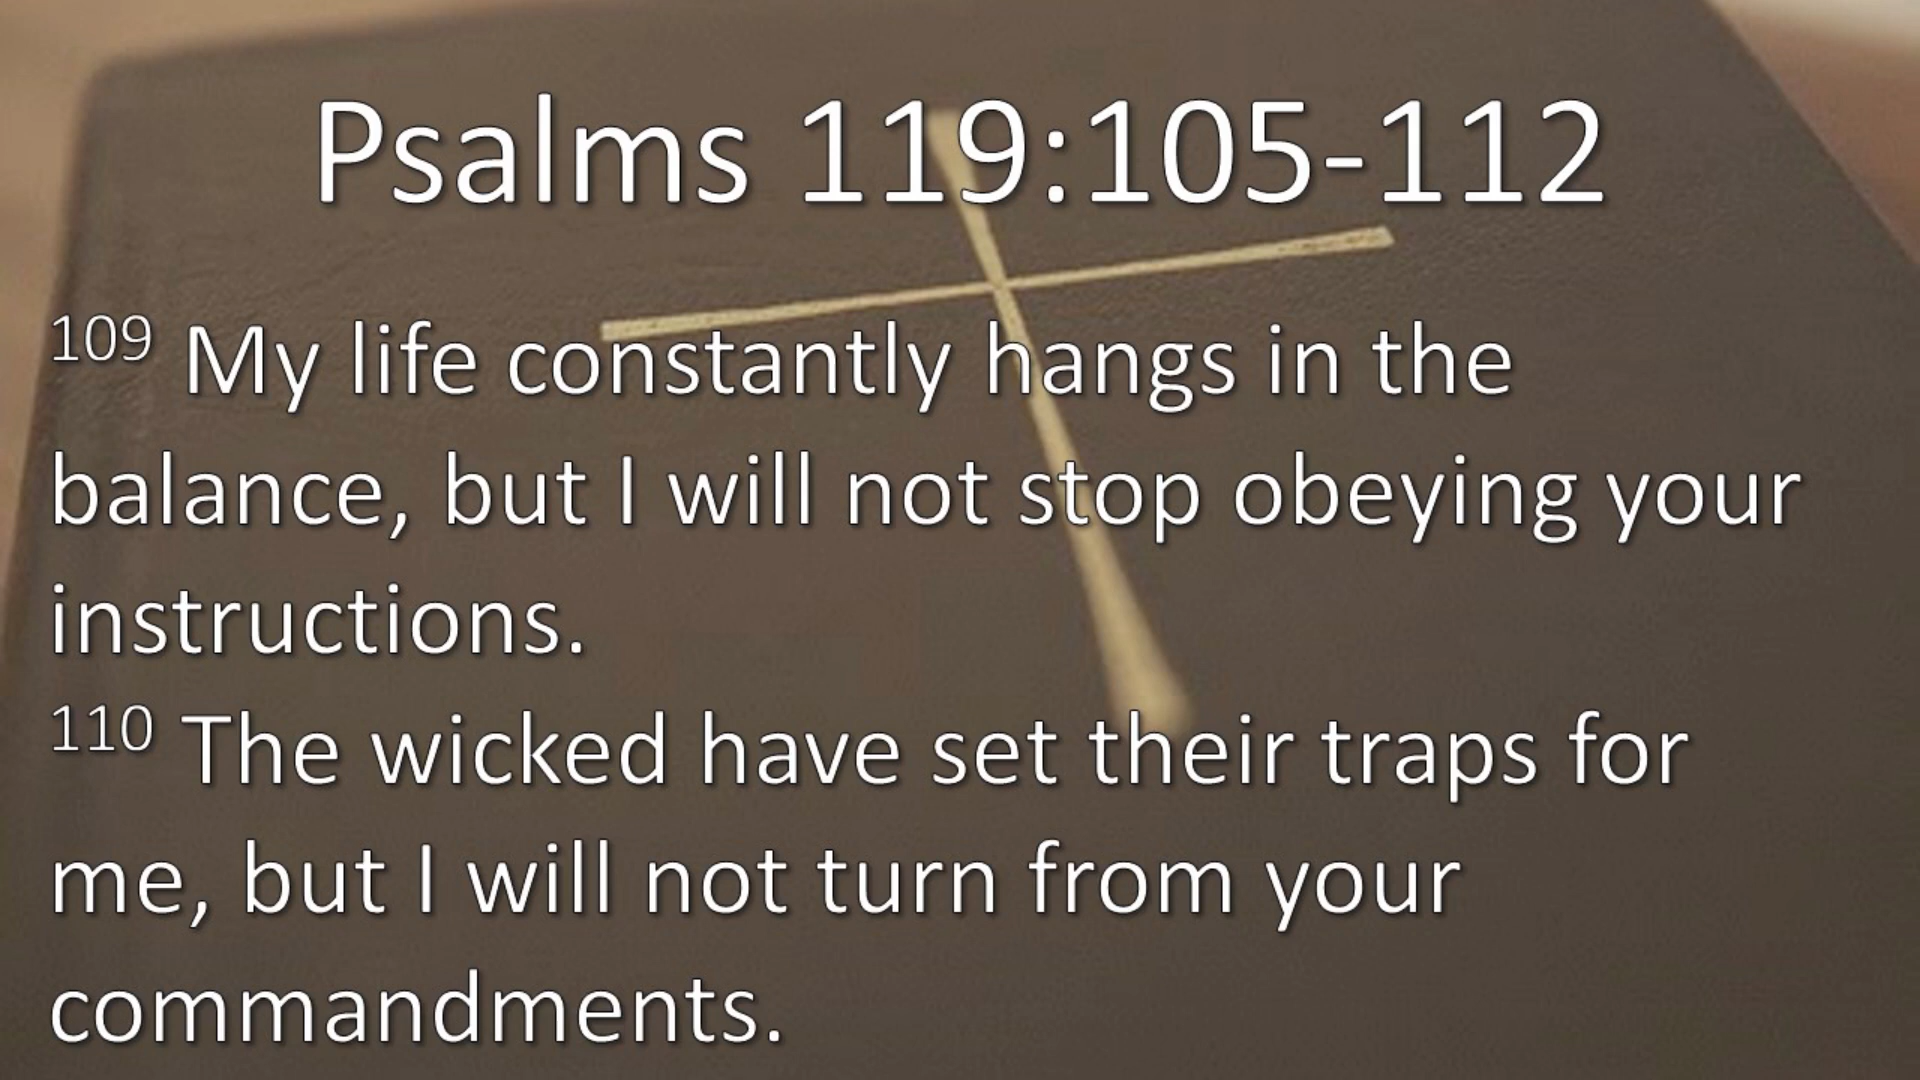 Psalms 119:105-112
109 My life constantly hangs in the
balance, but I will not stop obeying your
instructions.
110 The wicked have set their traps for
me, but I will not turn from your
commandments.